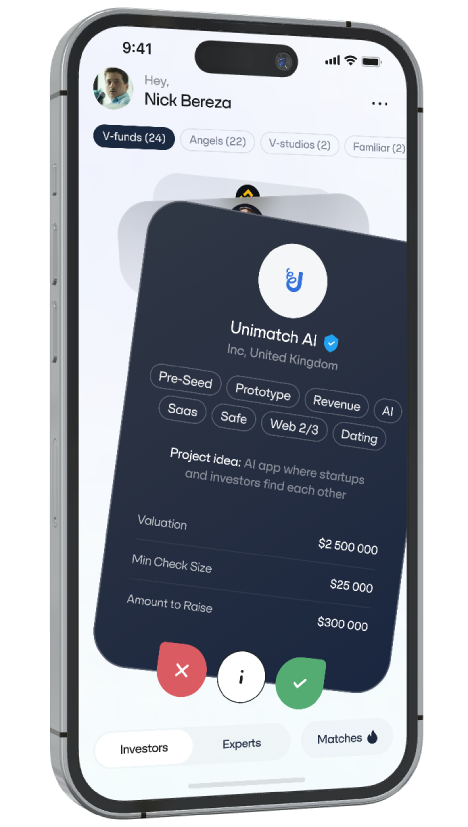 9:41
Hey,
Nick Bereza
V-funds (24) Angels (22) V-studios (2) Familiar (2)
Unimatch AI
Inc, United Kingdom
Pre-Seed Prototype Revenue AI
Saas Safe Web 2/3 Dating
Project idea: AI app where startups
and investors find each other
Valuation $2 500 000
Min Check Size $25 000
Amount to Raise $300 000
i
Investors Experts Matches